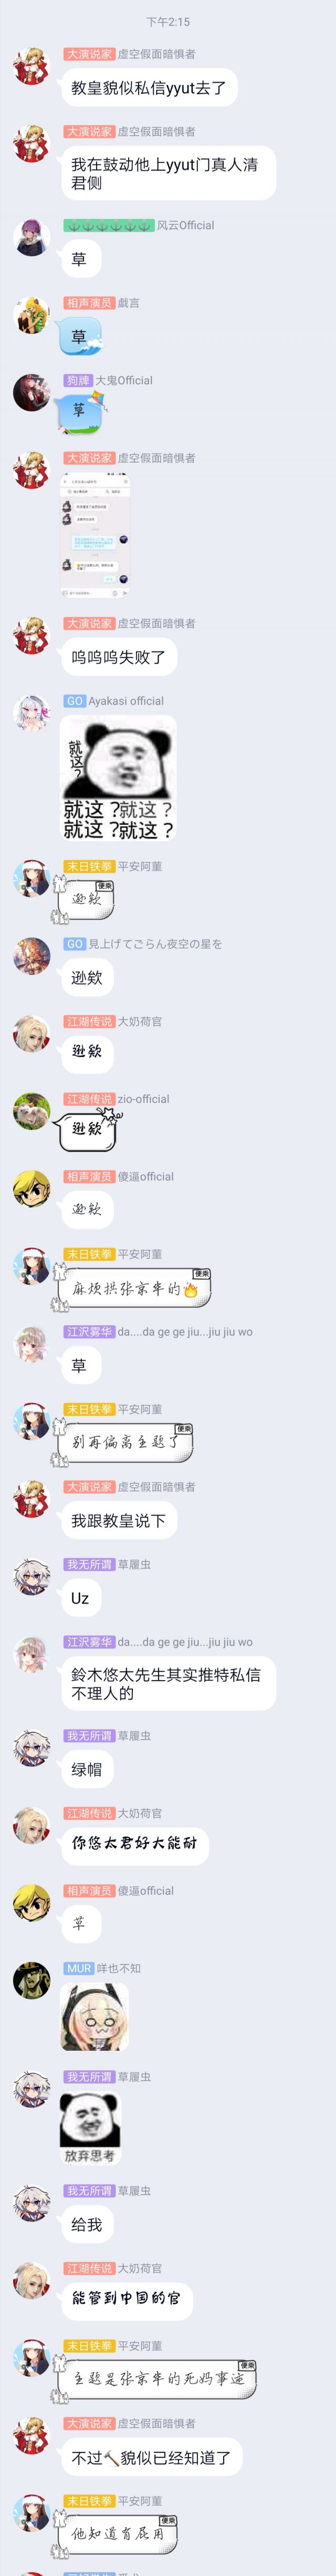 下午2:15
大演说家 虚空假面暗惧者
教皇貌似私信yyut去了
大演说家 虚空假面暗惧者
我在鼓动他上yyut门真人清
君侧
风云Official
草
相声演员 戯言
草
狗牌 大鬼Official
草
大演说家 虚空假面暗惧者
大演说家 虚空假面暗惧者
呜呜呜失败了
GO Ayakasi official
就这?
就这?就这?
就这?就这?
末日铁拳 平安阿菫
便乘
逊欸
GO 見上げてごらん夜空の星を
逊欸
江湖传说 大奶荷官
逊欸
江湖传说 zio-official
逊欸
相声演员 傻逼official
逊欸
末日铁拳 平安阿菫
便乘
麻烦拱张京年的🔥
江沢雾华 da....da ge ge jiu...jiu jiu wo
草
末日铁拳 平安阿菫
便乘
别再偏离主题了
大演说家 虚空假面暗惧者
我跟教皇说下
我无所谓 草履虫
Uz
江沢雾华 da....da ge ge jiu...jiu jiu wo
鈴木悠太先生其实推特私信
不理人的
我无所谓 草履虫
绿帽
江湖传说 大奶荷官
你悠太君好大能耐
相声演员 傻逼official
草
MUR 咩也不知
我无所谓 草履虫
放弃思考
我无所谓 草履虫
给我
江湖传说 大奶荷官
能管到中国的官
末日铁拳 平安阿菫
便乘
主题是张京年的死妈事迹
大演说家 虚空假面暗惧者
不过🔨貌似已经知道了
末日铁拳 平安阿菫
便乘
他知道有屁用